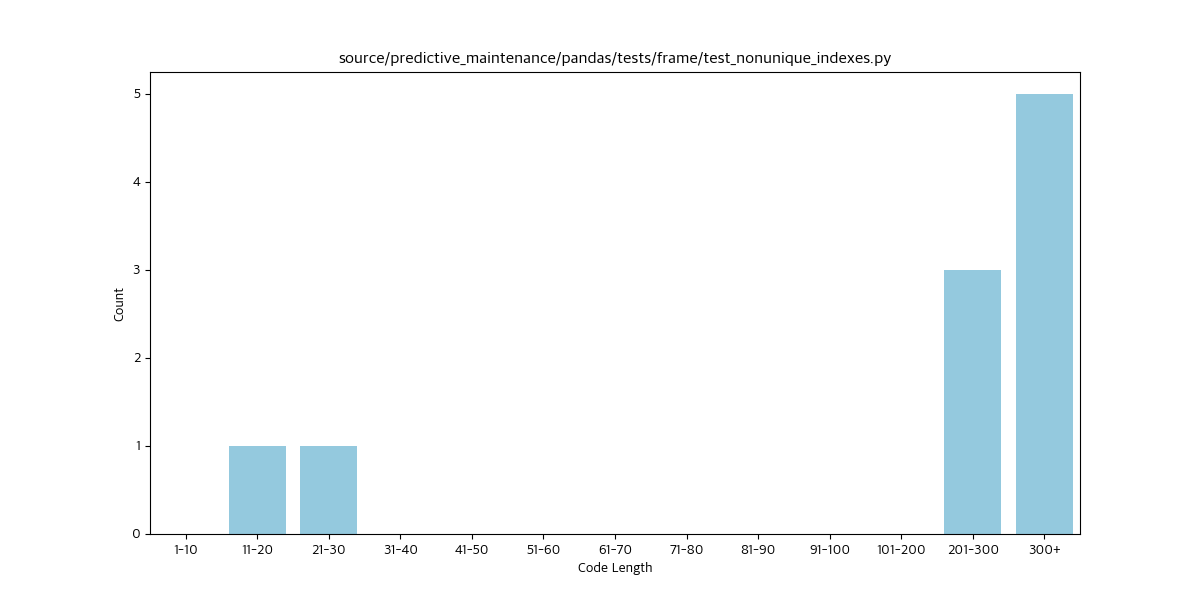 source/predictive_maintenance/pandas/tests/frame/test_nonunique_indexes.py
5
4
3
2
1
0
Count
1-10 11-20 21-30 31-40 41-50 51-60 61-70 71-80 81-90 91-100 101-200 201-300 300+
Code Length